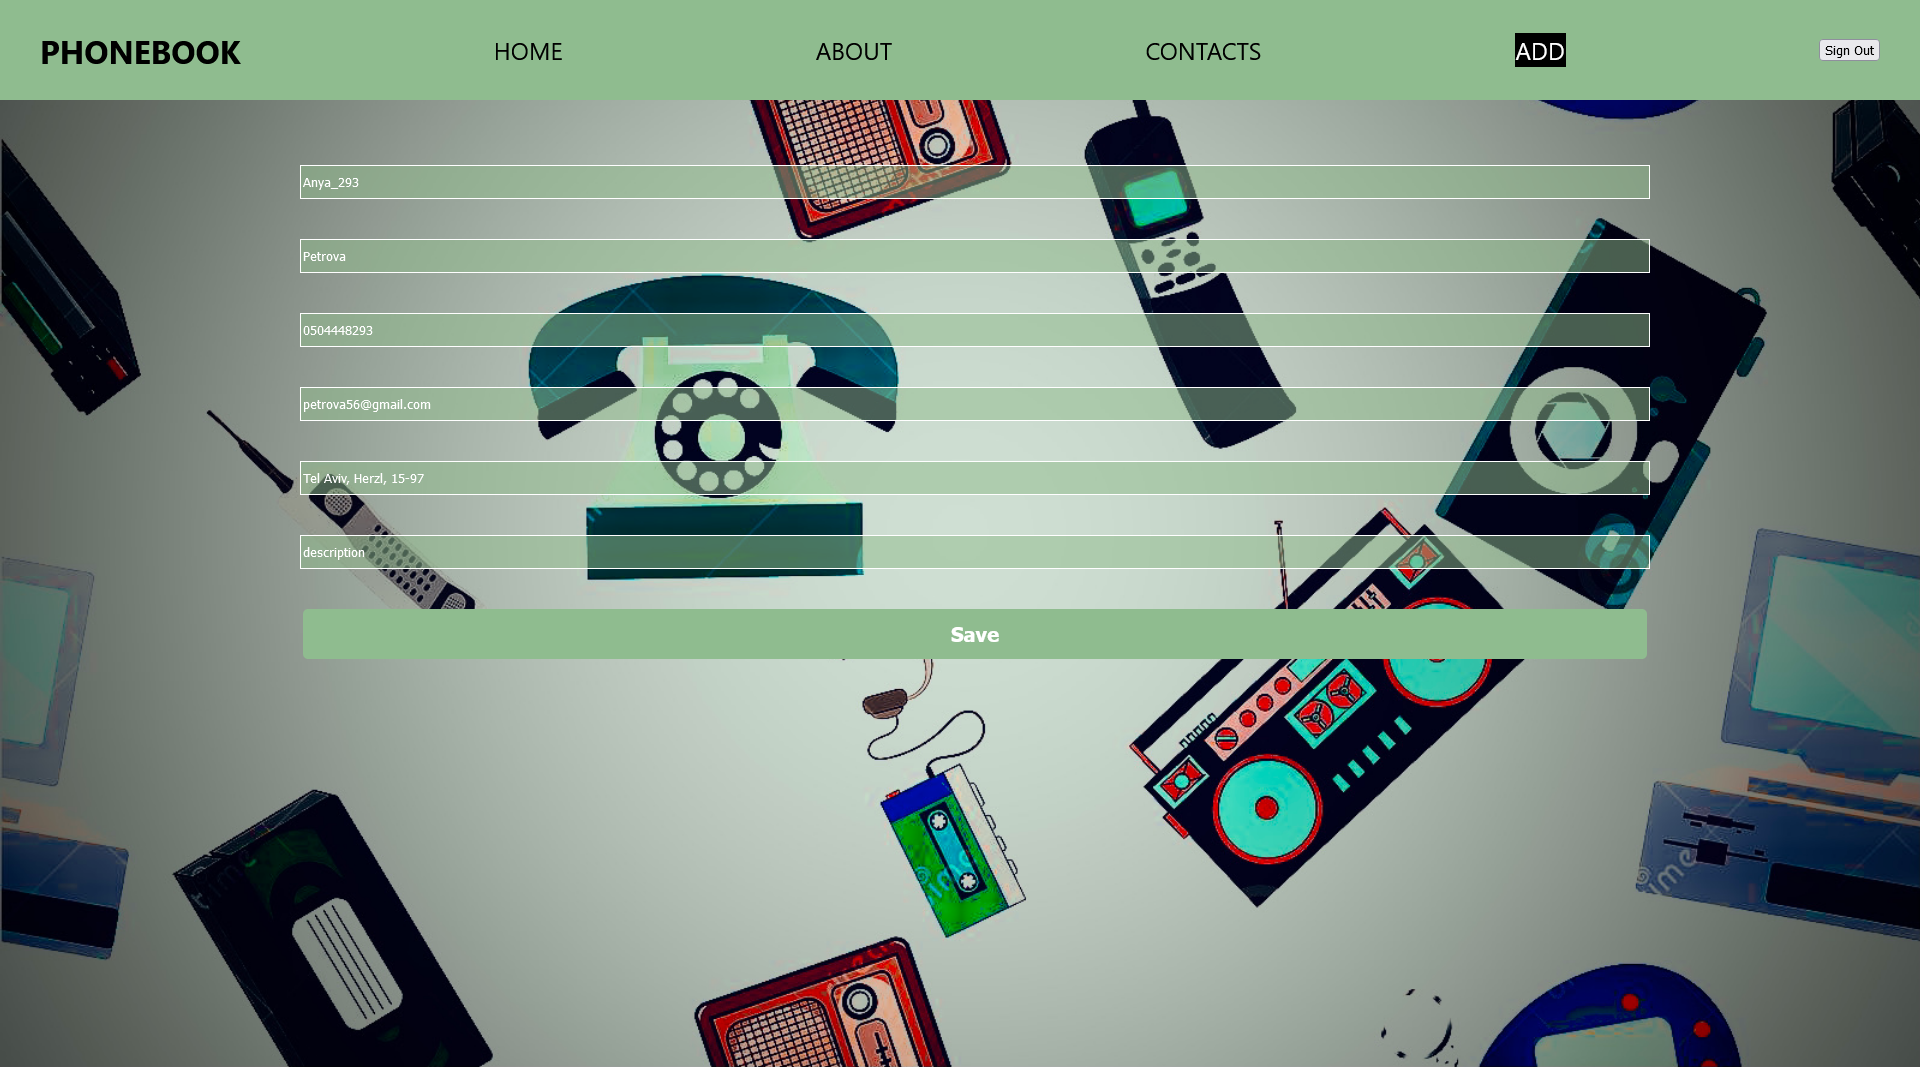 PHONEBOOK
HOME
ABOUT
CONTACTS
ADD
Sign Out
Anya_293
Petrova
0504448293
petrova56@gmail.com
Tel Aviv, Herzl, 15-97
description
Save